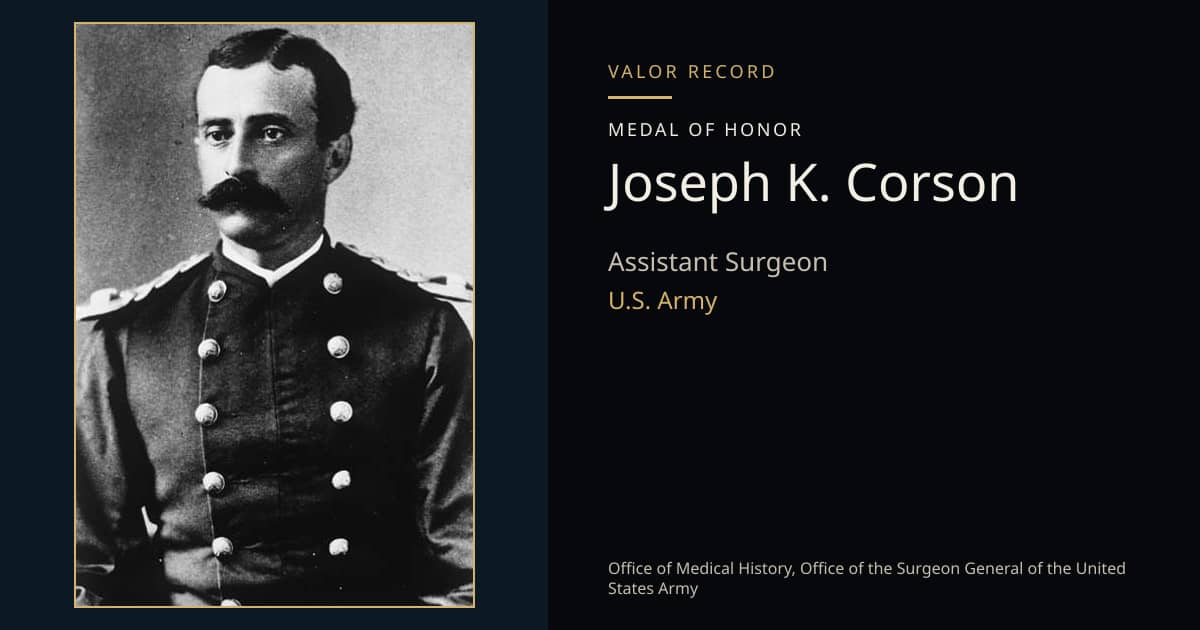 VALOR RECORD
MEDAL OF HONOR
Joseph K. Corson
Assistant Surgeon
U.S. Army
Office of Medical History, Office of the Surgeon General of the United
States Army